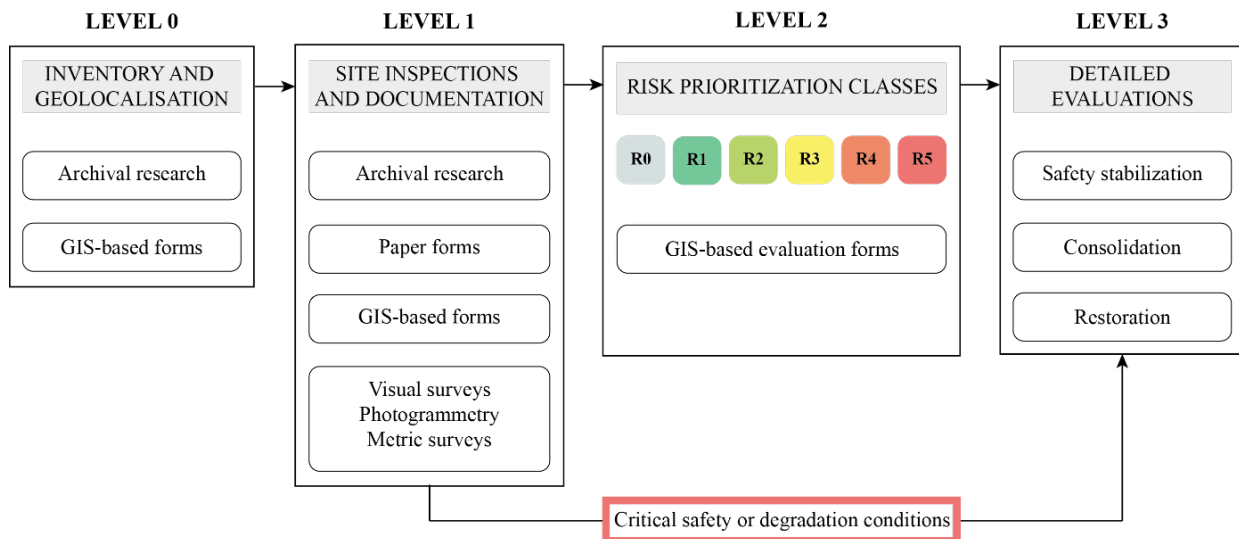 LEVEL 0
INVENTORY AND
GEOLOCALISATION
Archival research
GIS-based forms
LEVEL 1
SITE INSPECTIONS
AND DOCUMENTATION
Archival research
Paper forms
GIS-based forms
Visual surveys
Photogrammetry
Metric surveys
LEVEL 2
RISK PRIORITIZATION CLASSES
R0 R1 R2 R3 R4 R5
GIS-based evaluation forms
LEVEL 3
DETAILED
EVALUATIONS
Safety stabilization
Consolidation
Restoration
Critical safety or degradation conditions